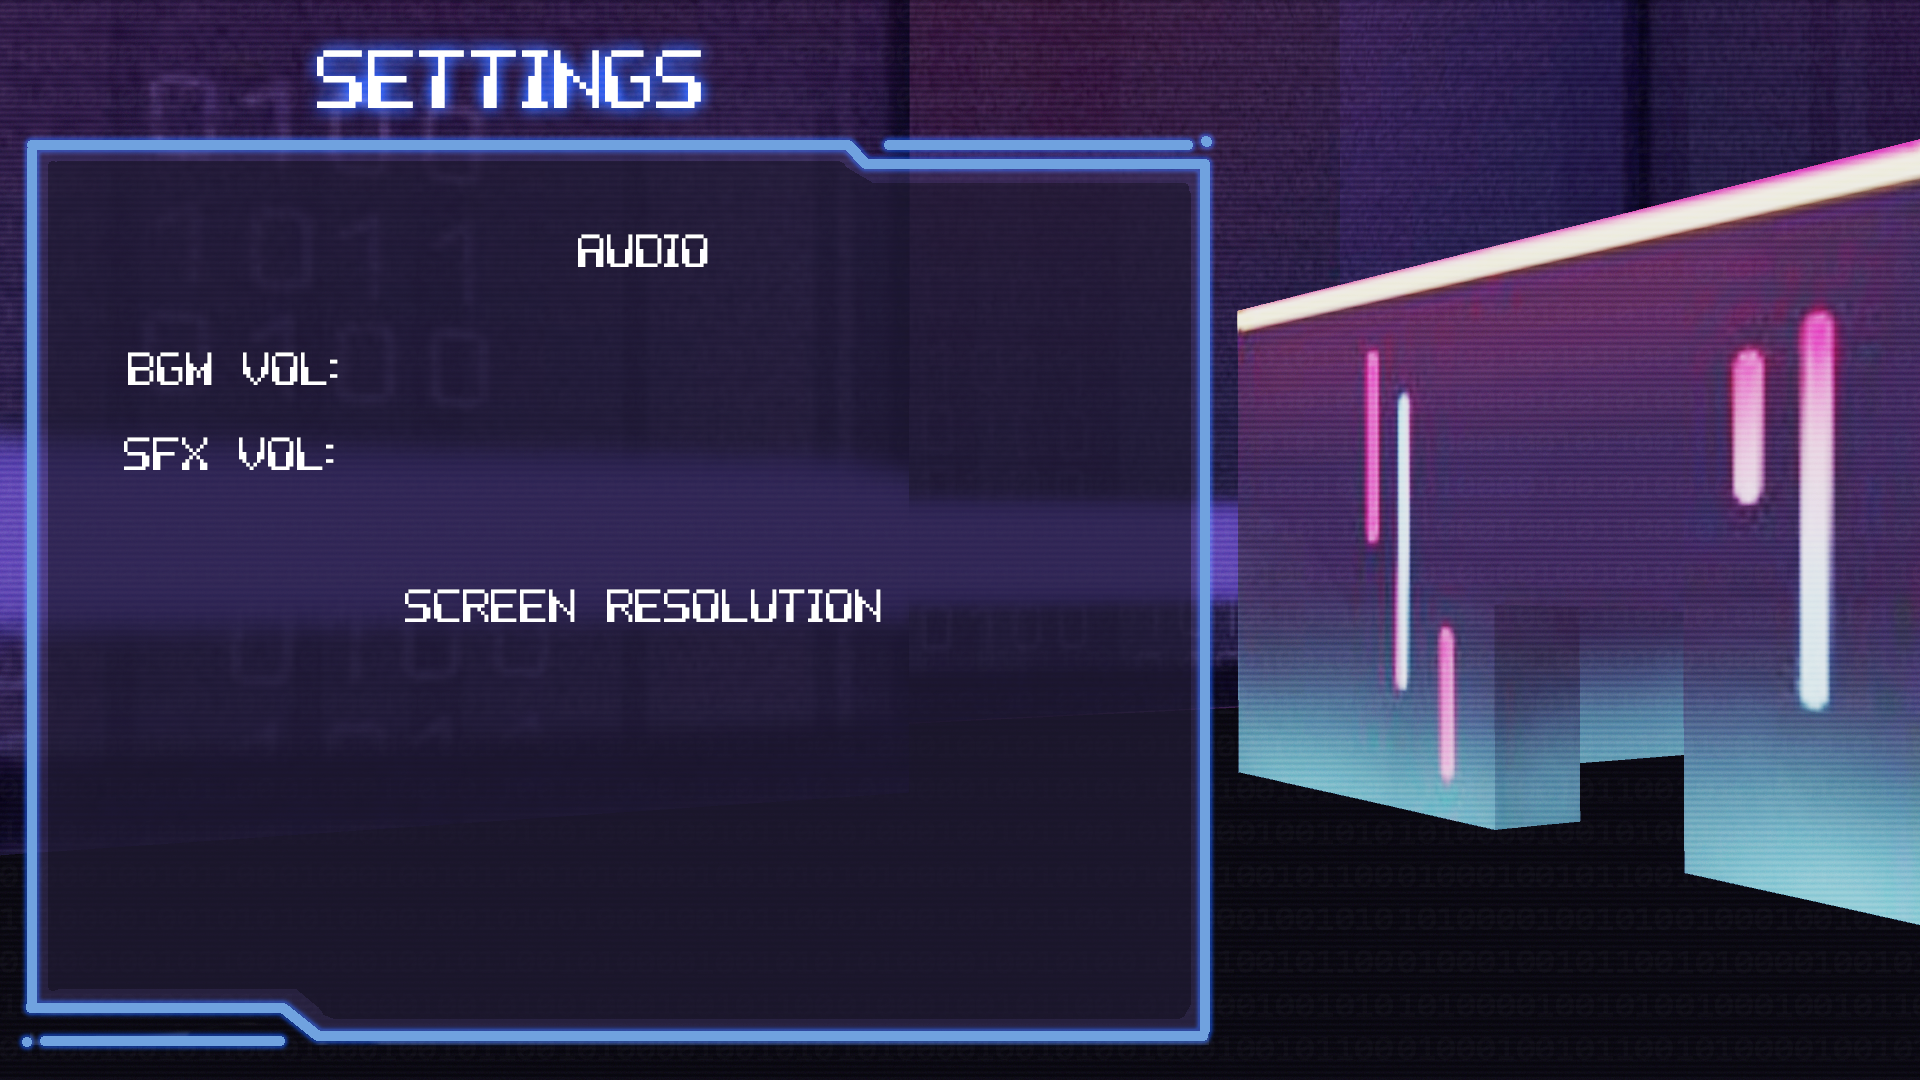 SETTINGS
AUDIO
BGM VOL:
SFX VOL:
SCREEN RESOLUTION